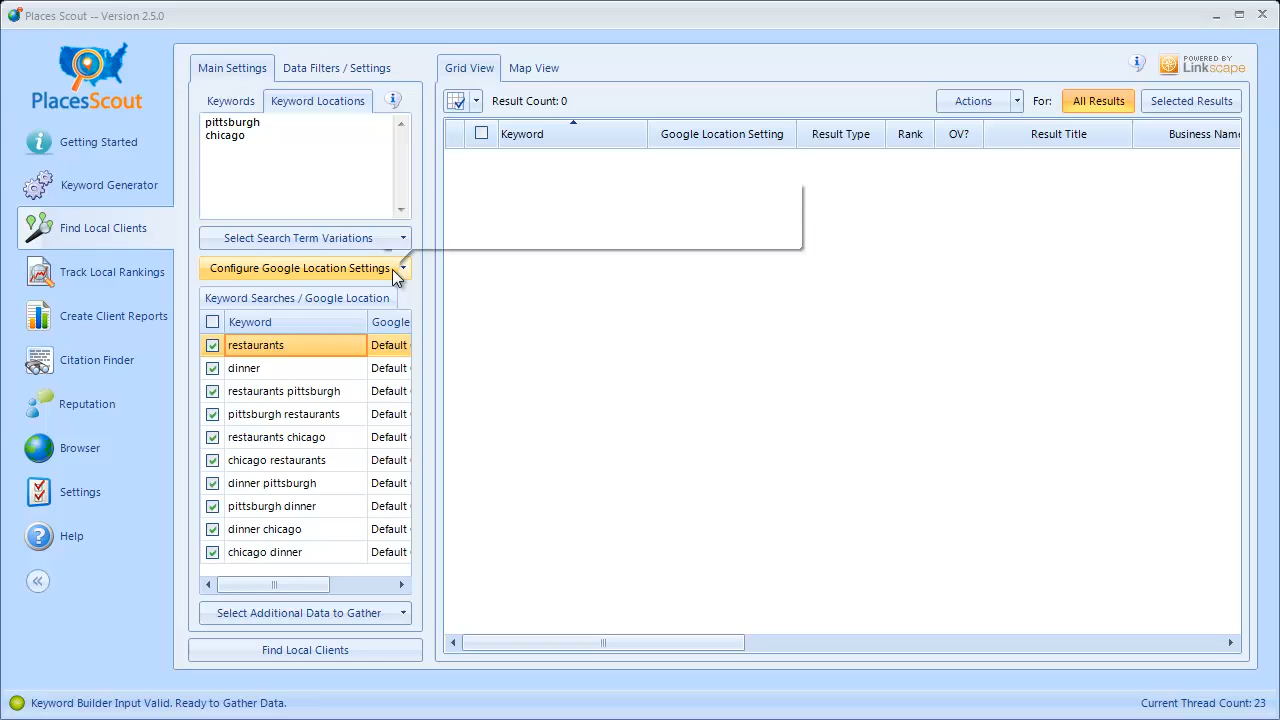 Places Scout -- Version 2.5.0
PlacesScout
Getting Started
Keyword Generator
Find Local Clients
Track Local Rankings
Create Client Reports
Citation Finder
Reputation
Browser
Settings
Help
Main Settings
Data Filters / Settings
Keywords
Keyword Locations
pittsburgh
chicago
Select Search Term Variations
Configure Google Location Settings
Keyword Searches / Google Location
Keyword Google
restaurants Default
dinner Default
restaurants pittsburgh Default
pittsburgh restaurants Default
restaurants chicago Default
chicago restaurants Default
dinner pittsburgh Default
pittsburgh dinner Default
dinner chicago Default
chicago dinner Default
Select Additional Data to Gather
Find Local Clients
Grid View
Map View
POWERED BY
Linkscape
Result Count: 0
Actions
For:
All Results
Selected Results
Keyword Google Location Setting Result Type Rank OV? Result Title Business Name
Keyword Builder Input Valid. Ready to Gather Data.
Current Thread Count: 23